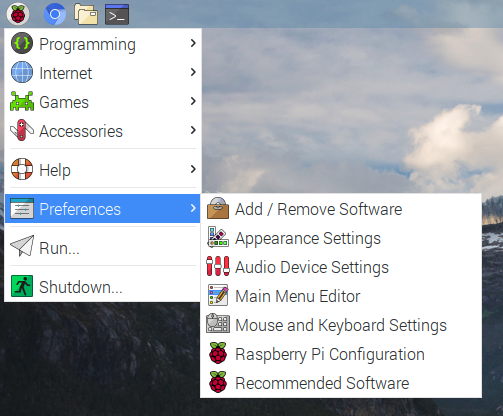 Programming
Internet
Games
Accessories
Help
Preferences
Run...
Shutdown...
Add / Remove Software
Appearance Settings
Audio Device Settings
Main Menu Editor
Mouse and Keyboard Settings
Raspberry Pi Configuration
Recommended Software